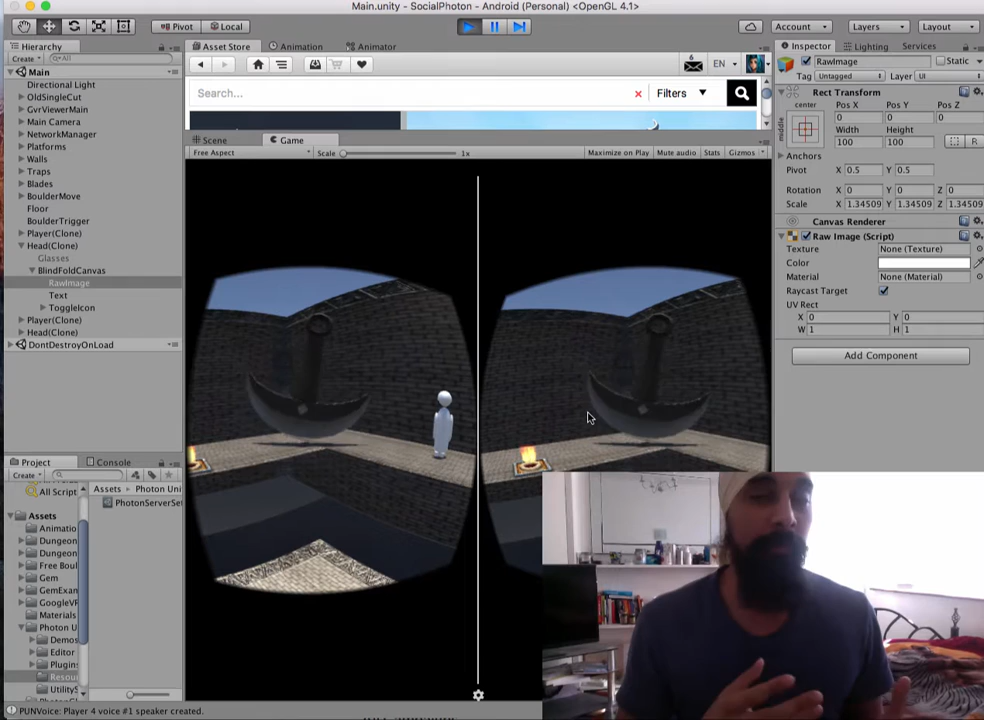 Main.unity - SocialPhoton - Android (Personal) <OpenGL 4.1>
Pivot Local Account Layers Layout
Hierarchy
Create All
Main
Directional Light
OldSingleCut
GvrViewerMain
Main Camera
NetworkManager
Platforms
Walls
Traps
Blades
BoulderMove
Floor
BoulderTrigger
Player(Clone)
Head(Clone)
Glasses
BlindFoldCanvas
RawImage
Text
ToggleIcon
Player(Clone)
Head(Clone)
DontDestroyOnLoad
Asset Store Animation Animator
6 EN
Search... × Filters
Scene Game
Free Aspect Scale 1x Maximize on Play Mute audio Stats Gizmos
Inspector Lighting Services
RawImage Static
Tag Untagged Layer UI
Rect Transform
center Pos X Pos Y Pos Z
middle 0 0 0
Width Height
100 100 R
Anchors
Pivot X 0.5 Y 0.5
Rotation X 0 Y 0 Z 0
Scale X 1.34509 Y 1.34509 X 1.34509
Canvas Renderer
Raw Image (Script)
Texture None (Texture)
Color
Material None (Material)
Raycast Target
UV Rect
X 0 Y 0
W 1 H 1
Add Component
Project Console
Create
All Script Assets Photon Uni
PhotonServerSet
Assets
Animatio
Dungeon
Dungeon
Free Boul
Gem
GemExan
GoogleVR
Materials
Photon U
Demos
Editor
Plugins
Resou
UtilityS
PUNVoice: Player 4 voice #1 speaker created.